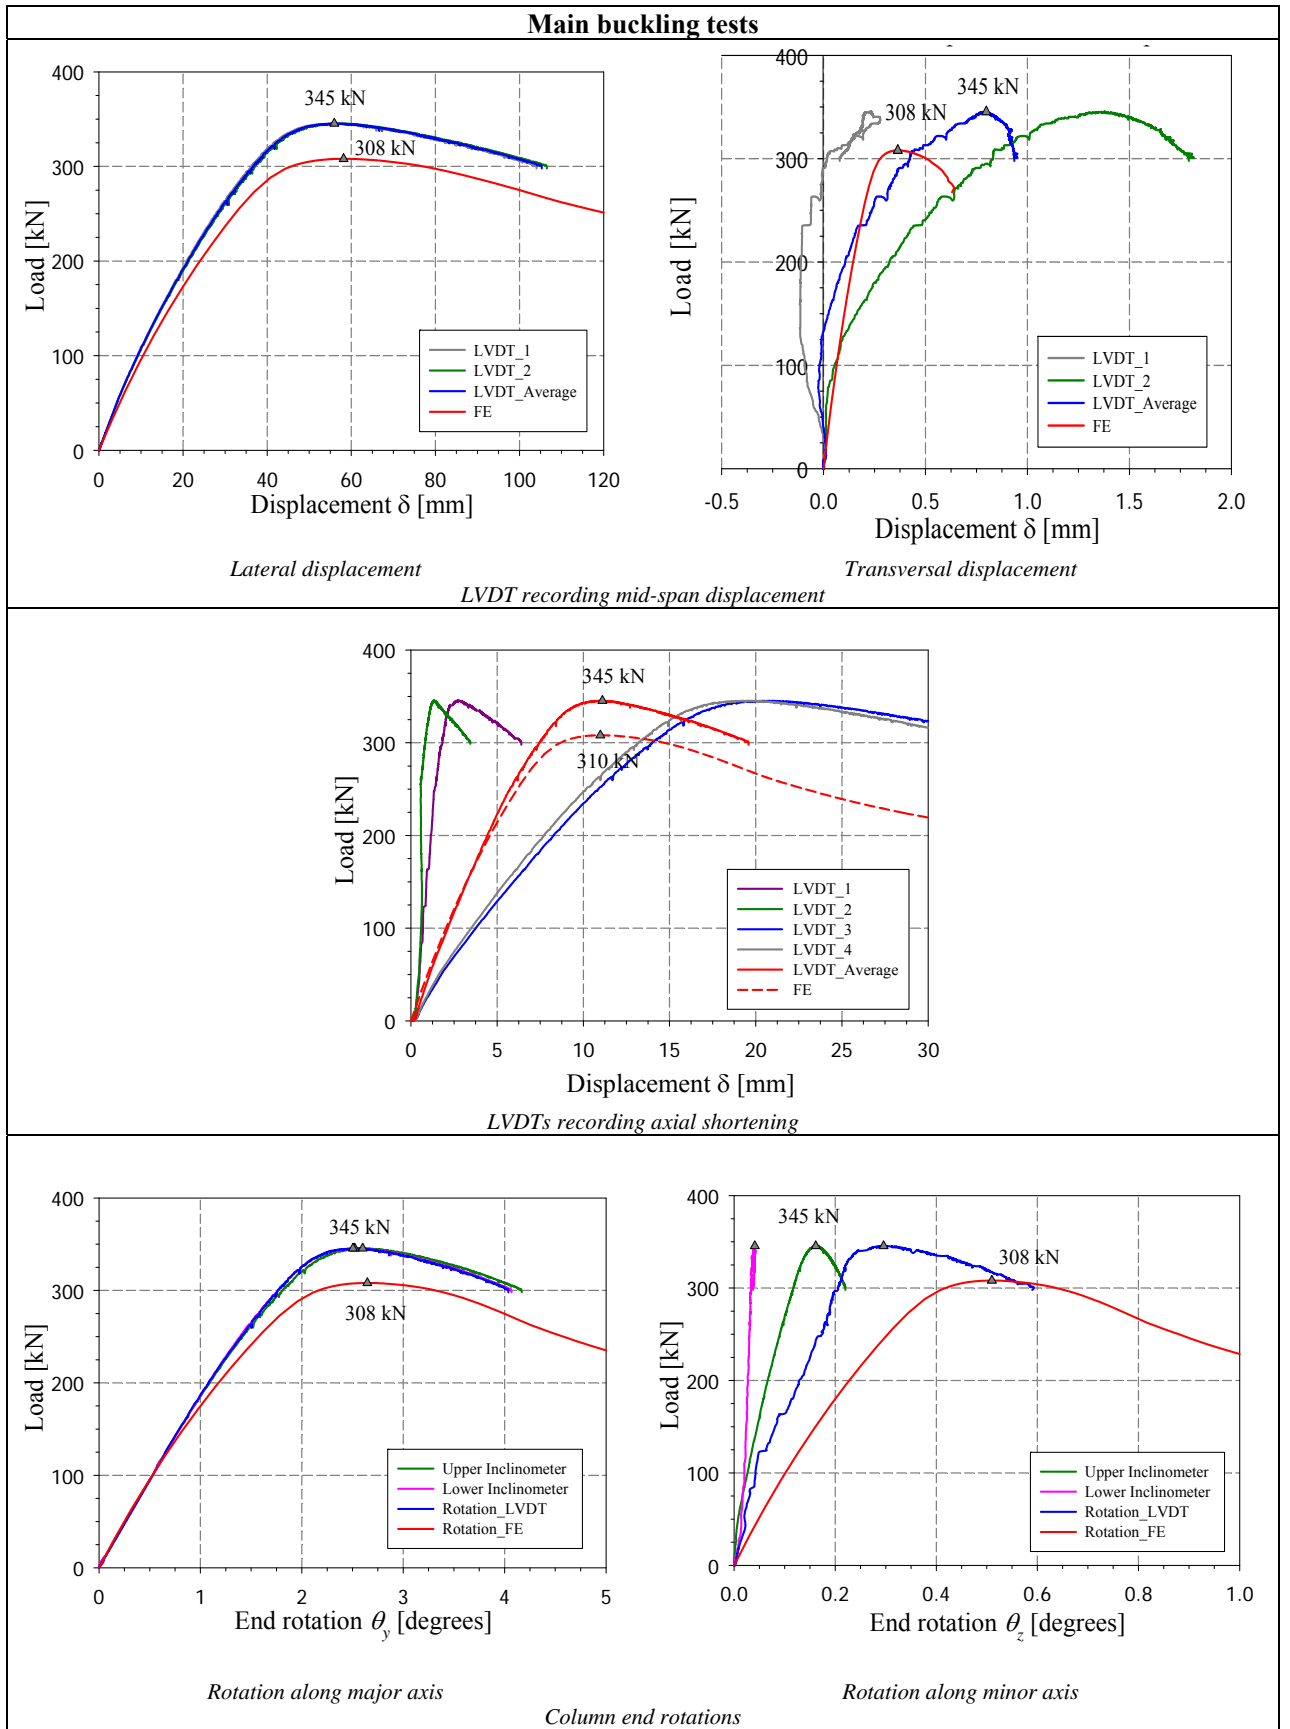 Main buckling tests
400
300
200
100
0
Load [kN]
345 kN
308 kN
LVDT_1
LVDT_2
LVDT_Average
FE
0 20 40 60 80 100 120
Displacement δ [mm]
Lateral displacement
400
300
200
100
0
Load [kN]
345 kN
308 kN
LVDT_1
LVDT_2
LVDT_Average
FE
-0.5 0.0 0.5 1.0 1.5 2.0
Displacement δ [mm]
Transversal displacement
LVDT recording mid-span displacement
400
300
200
100
0
Load [kN]
345 kN
310 kN
LVDT_1
LVDT_2
LVDT_3
LVDT_4
LVDT_Average
FE
0 5 10 15 20 25 30
Displacement δ [mm]
LVDTs recording axial shortening
400
300
200
100
0
Load [kN]
345 kN
308 kN
Upper Inclinometer
Lower Inclinometer
Rotation_LVDT
Rotation_FE
0 1 2 3 4 5
End rotation θy [degrees]
Rotation along major axis
400
300
200
100
0
Load [kN]
345 kN
308 kN
Upper Inclinometer
Lower Inclinometer
Rotation_LVDT
Rotation_FE
0.0 0.2 0.4 0.6 0.8 1.0
End rotation θz [degrees]
Rotation along minor axis
Column end rotations